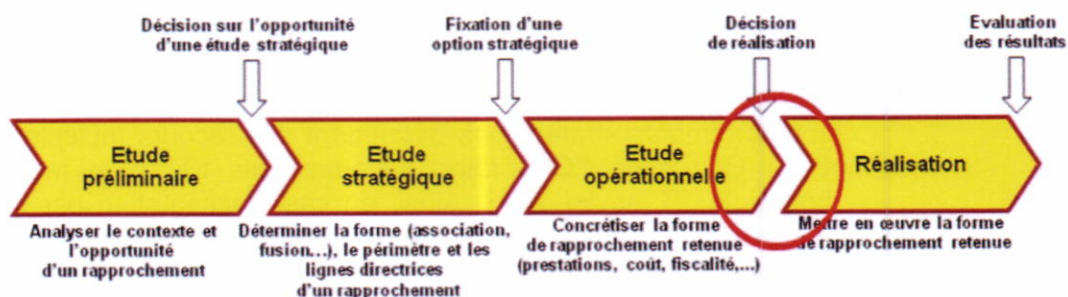 Décision sur l'opportunité
d'une étude stratégique
Fixation d'une
option stratégique
Décision
de réalisation
Evaluation
des résultats
Etude
préliminaire
Etude
stratégique
Etude
opérationnelle
Réalisation
Analyser le contexte et
l'opportunité
d'un rapprochement
Déterminer la forme (association,
fusion...), le périmètre et les
lignes directrices
d'un rapprochement
Concrétiser la forme
de rapprochement retenue
(prestations, coût, fiscalité,...)
Mettre en œuvre la forme
de rapprochement retenue